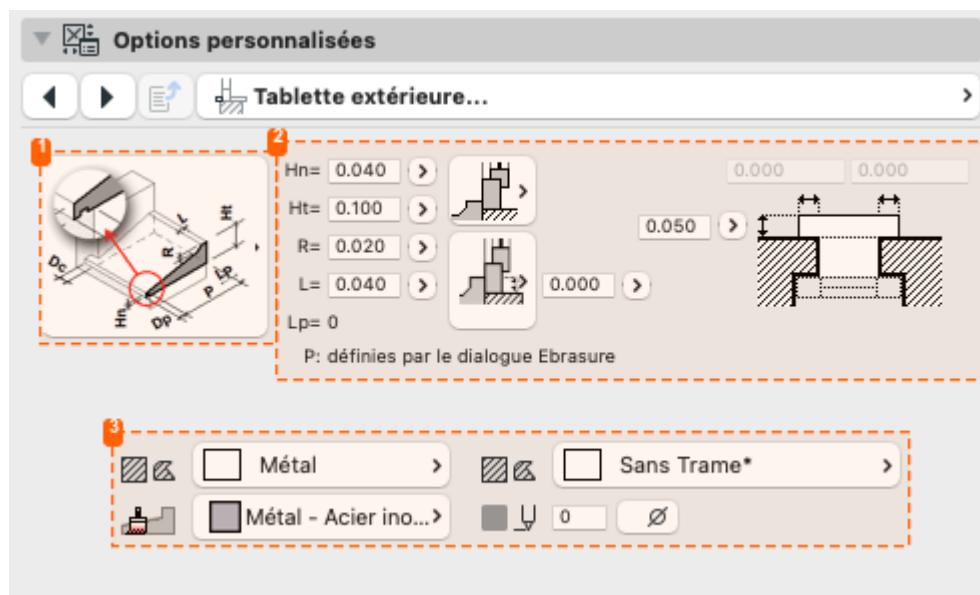 Options personnalisées
Tablette extérieure...
1
2
Hn= 0.040
0.000 0.000
Ht= 0.100
0.050
R= 0.020
L= 0.040
0.000
Lp= 0
P: définies par le dialogue Ebrasure
L
Ht
R
Dc
Lp
P
Hn
Dp
3
Métal
Sans Trame*
Métal - Acier ino...
0